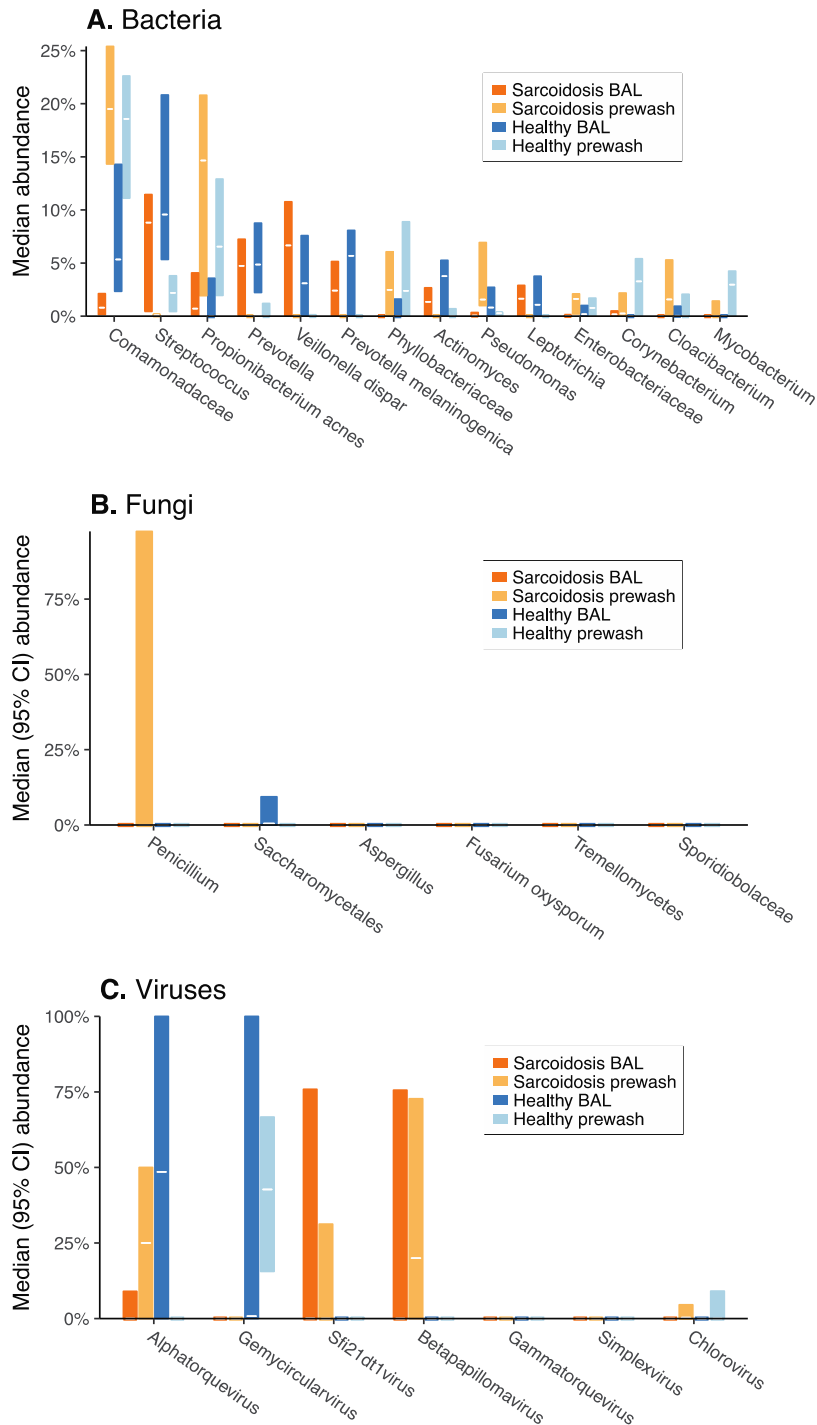 A. Bacteria
Median abundance
25%
20%
15%
10%
5%
0%
Sarcoidosis BAL
Sarcoidosis prewash
Healthy BAL
Healthy prewash
Comamonadaceae
Streptococcus
Propionibacterium acnes
Prevotella
Veillonella dispar
Prevotella melaninogenica
Phyllobacteriaceae
Actinomyces
Pseudomonas
Leptotrichia
Enterobacteriaceae
Corynebacterium
Cloacibacterium
Mycobacterium
B. Fungi
Median (95% CI) abundance
75%
50%
25%
0%
Sarcoidosis BAL
Sarcoidosis prewash
Healthy BAL
Healthy prewash
Penicillium
Saccharomycetales
Aspergillus
Fusarium oxysporum
Tremellomycetes
Sporidiobolaceae
C. Viruses
Median (95% CI) abundance
100%
75%
50%
25%
0%
Sarcoidosis BAL
Sarcoidosis prewash
Healthy BAL
Healthy prewash
Alphatorquevirus
Gemycircularvirus
Sfi21dt1virus
Betapapillomavirus
Gammatorquevirus
Simplexvirus
Chlorovirus